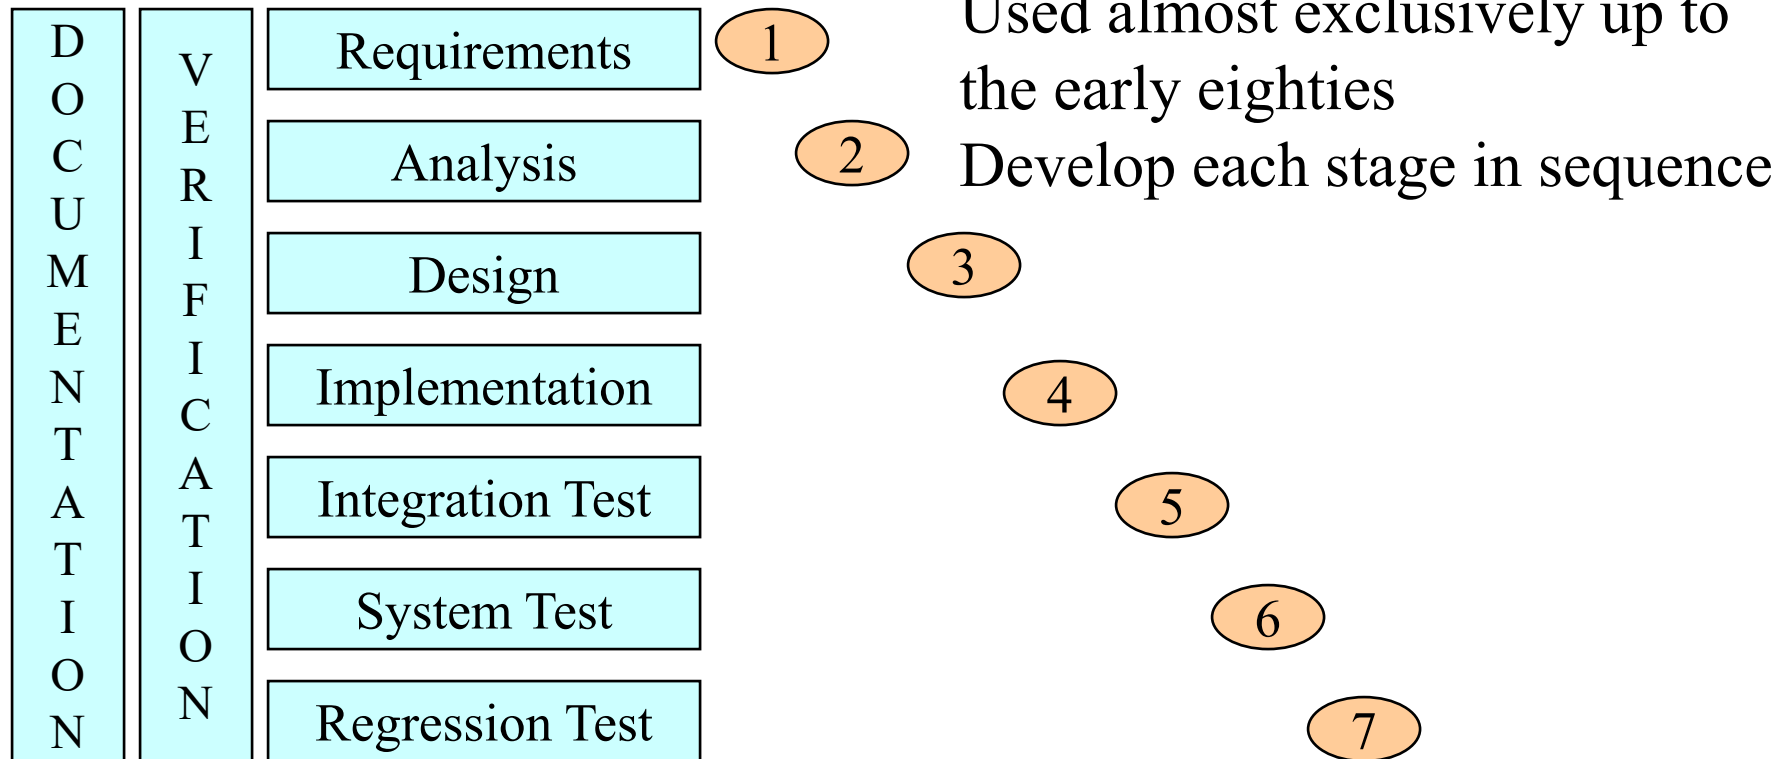 DOCUMENTATION
VERIFICATION
Requirements
1
Used almost exclusively up to
the early eighties
Analysis
2
Develop each stage in sequence
Design
3
Implementation
4
Integration Test
5
System Test
6
Regression Test
7